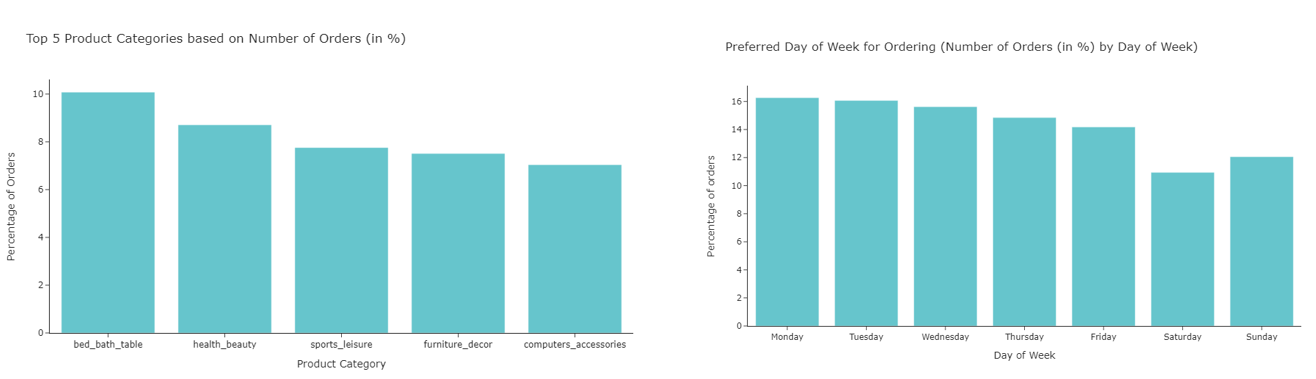 Top 5 Product Categories based on Number of Orders (in %)
Percentage of Orders
10
8
6
4
2
0
bed_bath_table health_beauty sports_leisure furniture_decor computers_accessories
Product Category
Preferred Day of Week for Ordering (Number of Orders (in %) by Day of Week)
Percentage of orders
16
14
12
10
8
6
4
2
0
Monday Tuesday Wednesday Thursday Friday Saturday Sunday
Day of Week